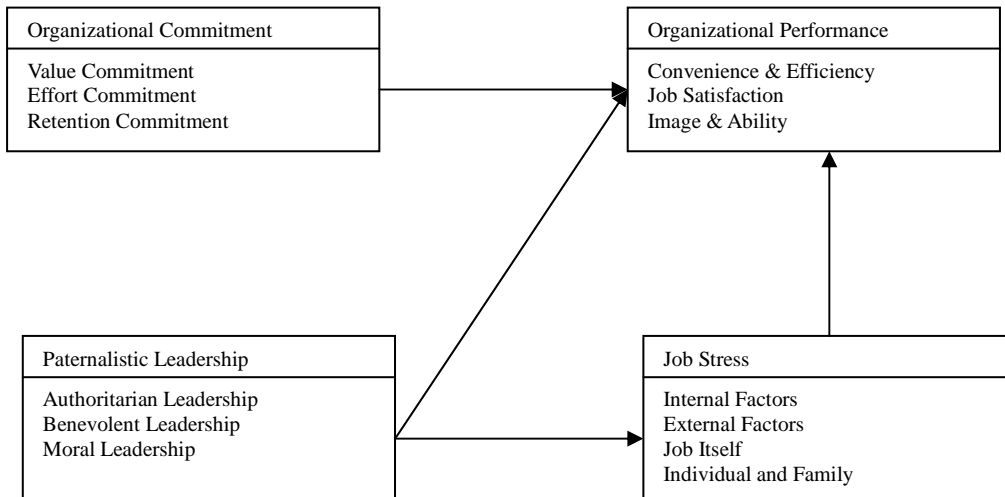 Organizational Commitment
Value Commitment
Effort Commitment
Retention Commitment
Organizational Performance
Convenience & Efficiency
Job Satisfaction
Image & Ability
Paternalistic Leadership
Authoritarian Leadership
Benevolent Leadership
Moral Leadership
Job Stress
Internal Factors
External Factors
Job Itself
Individual and Family